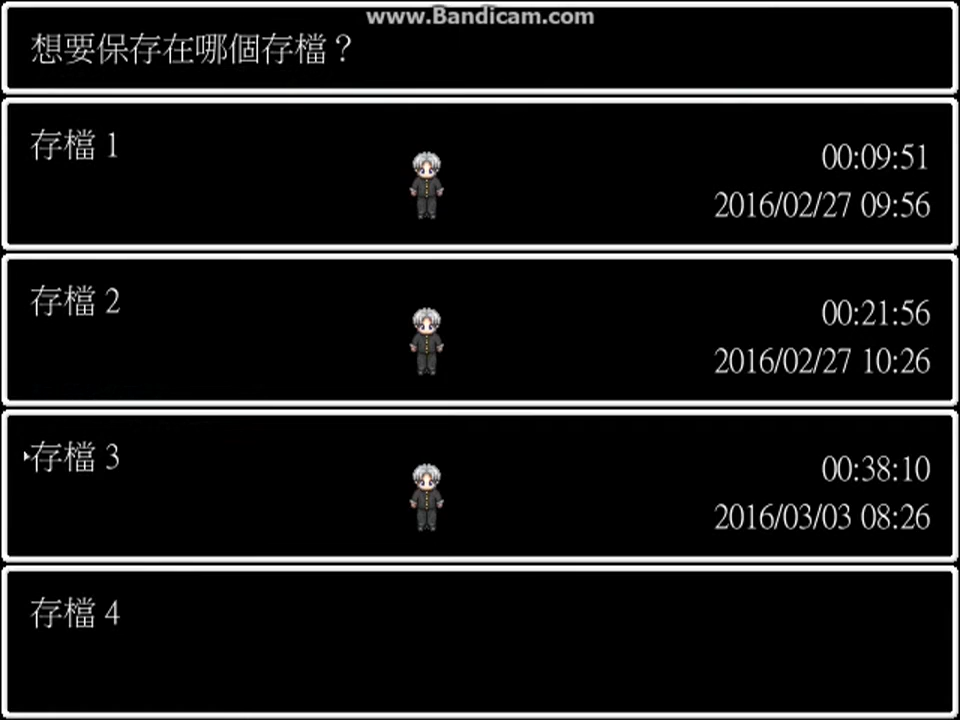 www.Bandicam.com
想要保存在哪個存檔？
存檔 1
00:09:51
2016/02/27 09:56
存檔 2
00:21:56
2016/02/27 10:26
存檔 3
00:38:10
2016/03/03 08:26
存檔 4